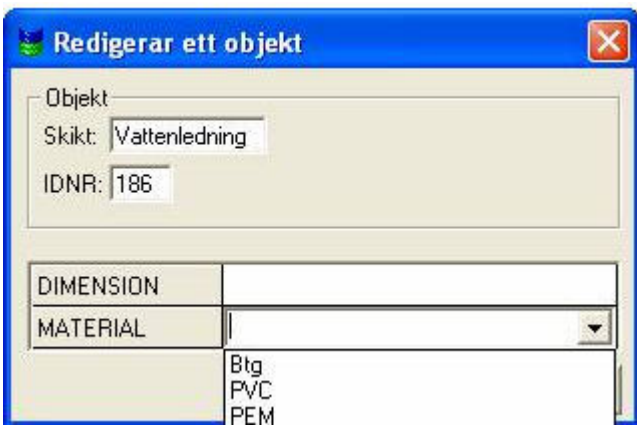 Redigerar ett objekt
Objekt
Skikt: Vattenledning
IDNR: 186
DIMENSION
MATERIAL
Btg
PVC
PEM